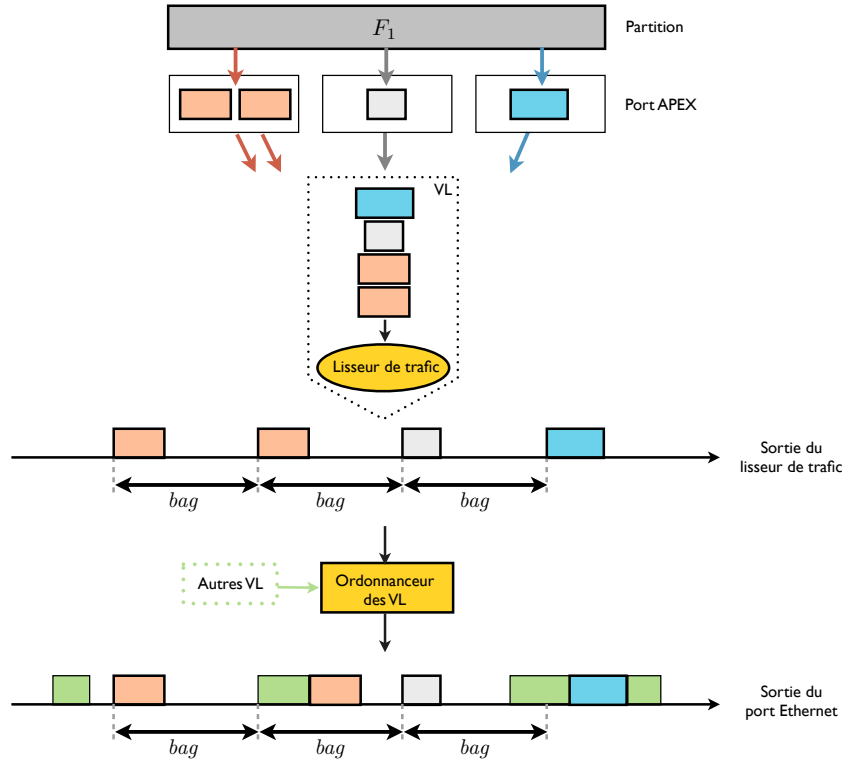 F₁
Partition
Port APEX
VL
Lisseur de trafic
Sortie du
lisseur de trafic
bag
bag
bag
Autres VL
Ordonnanceur
des VL
Sortie du
port Ethernet
bag
bag
bag